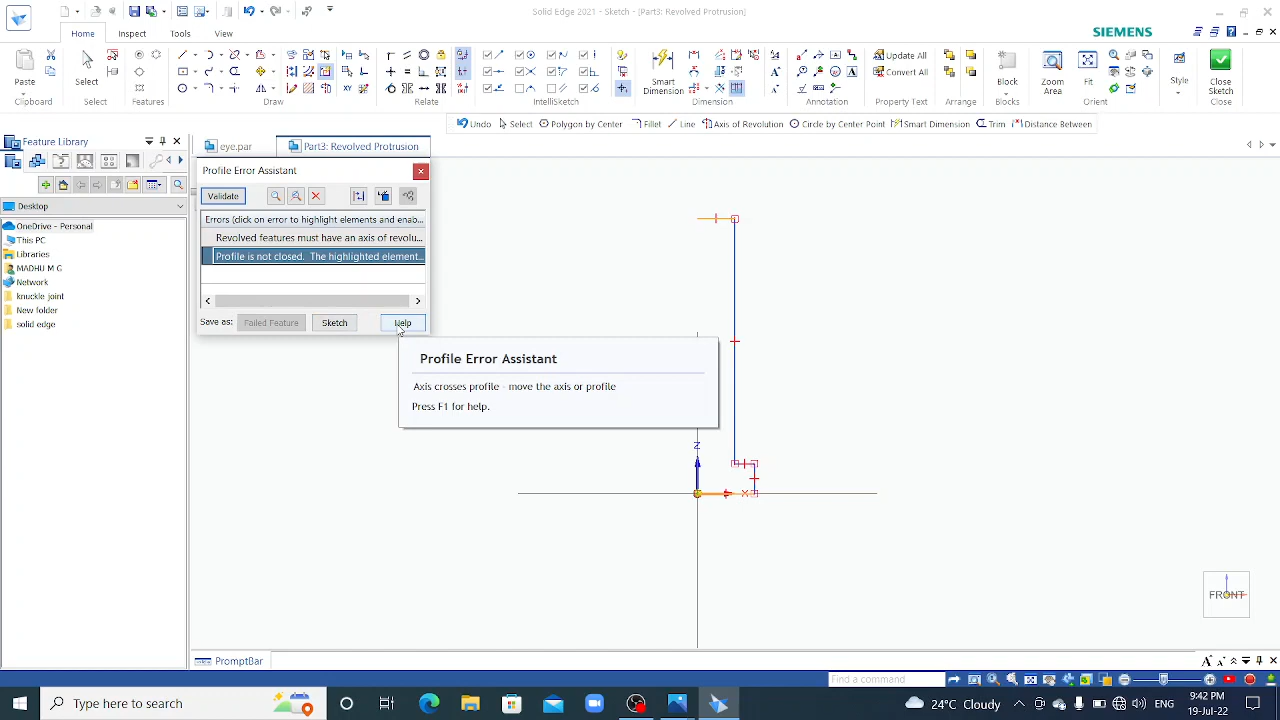 Solid Edge 2021 - Sketch - [Part3: Revolved Protrusion]
Home
Inspect
Tools
View
SIEMENS
Paste
Select
Smart
Dimension
Update All
Convert All
Block
Zoom
Area
Fit
Style
Close
Sketch
Clipboard
Select
Features
Draw
Relate
IntelliSketch
Dimension
Annotation
Property Text
Arrange
Blocks
Orient
Style
Close
Undo
Select
Polygon by Center
Fillet
Line
Axis of Revolution
Circle by Center Point
Smart Dimension
Trim
Distance Between
Feature Library
eye.par
Part3: Revolved Protrusion
Profile Error Assistant
Validate
Errors (click on error to highlight elements and enab...
Revolved features must have an axis of revolu...
Profile is not closed. The highlighted element...
Save as:
Failed Feature
Sketch
Help
Profile Error Assistant
Axis crosses profile - move the axis or profile
Press F1 for help.
Desktop
OneDrive - Personal
This PC
Libraries
MADHU M G
Network
knuckle joint
New folder
solid edge
Z
X
FRONT
PromptBar
Find a command
Type here to search
24°C Cloudy
ENG
9:42 PM
19-Jul-22